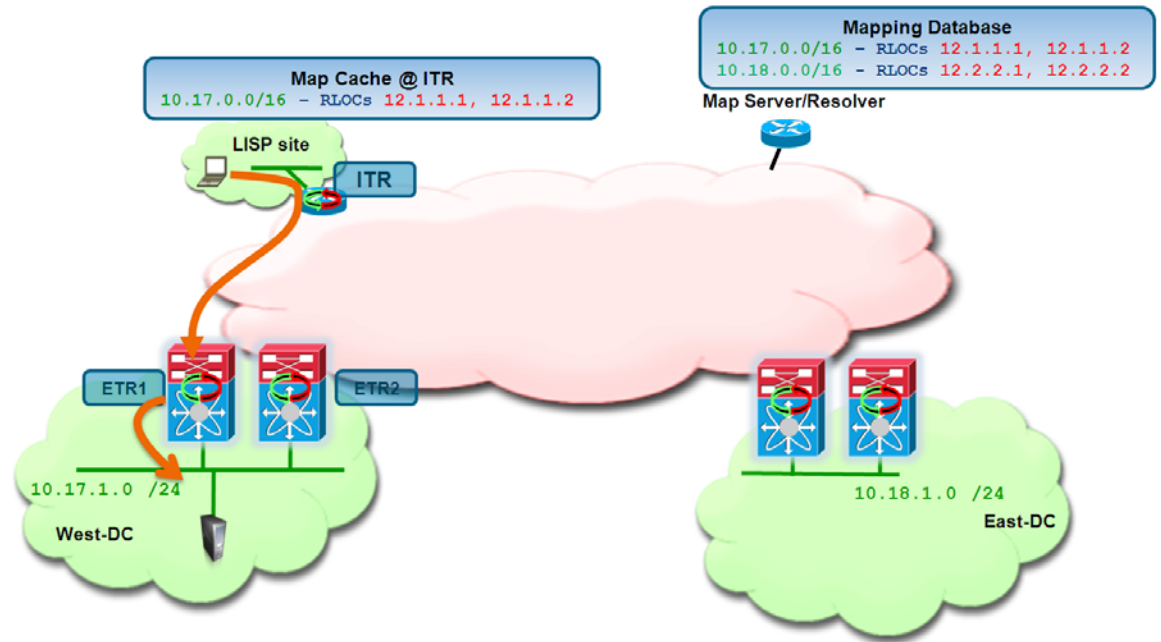 Mapping Database
10.17.0.0/16 – RLOCs 12.1.1.1, 12.1.1.2
10.18.0.0/16 – RLOCs 12.2.2.1, 12.2.2.2
Map Server/Resolver
Map Cache @ ITR
10.17.0.0/16 – RLOCs 12.1.1.1, 12.1.1.2
LISP site
ITR
ETR1
ETR2
10.17.1.0 /24
West-DC
10.18.1.0 /24
East-DC